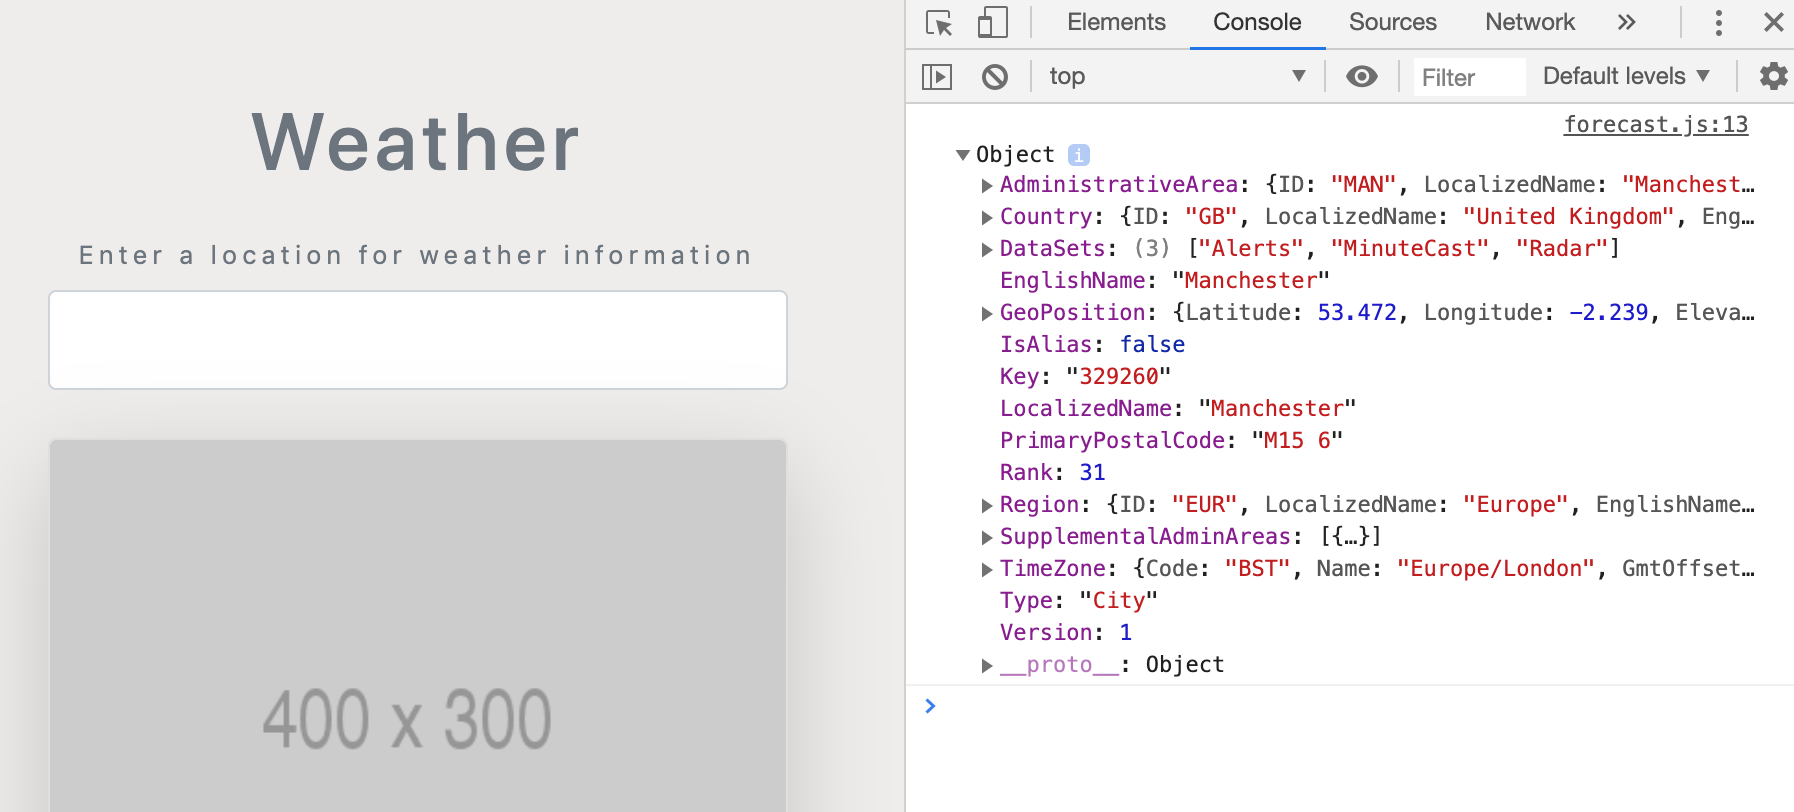 Weather
Enter a location for weather information
400 x 300
Elements Console Sources Network
top Filter Default levels
forecast.js:13
Object i
AdministrativeArea: {ID: "MAN", LocalizedName: "Manchest…
Country: {ID: "GB", LocalizedName: "United Kingdom", Eng…
DataSets: (3) ["Alerts", "MinuteCast", "Radar"]
EnglishName: "Manchester"
GeoPosition: {Latitude: 53.472, Longitude: -2.239, Eleva…
IsAlias: false
Key: "329260"
LocalizedName: "Manchester"
PrimaryPostalCode: "M15 6"
Rank: 31
Region: {ID: "EUR", LocalizedName: "Europe", EnglishName…
SupplementalAdminAreas: [{…}]
TimeZone: {Code: "BST", Name: "Europe/London", GmtOffset…
Type: "City"
Version: 1
__proto__: Object